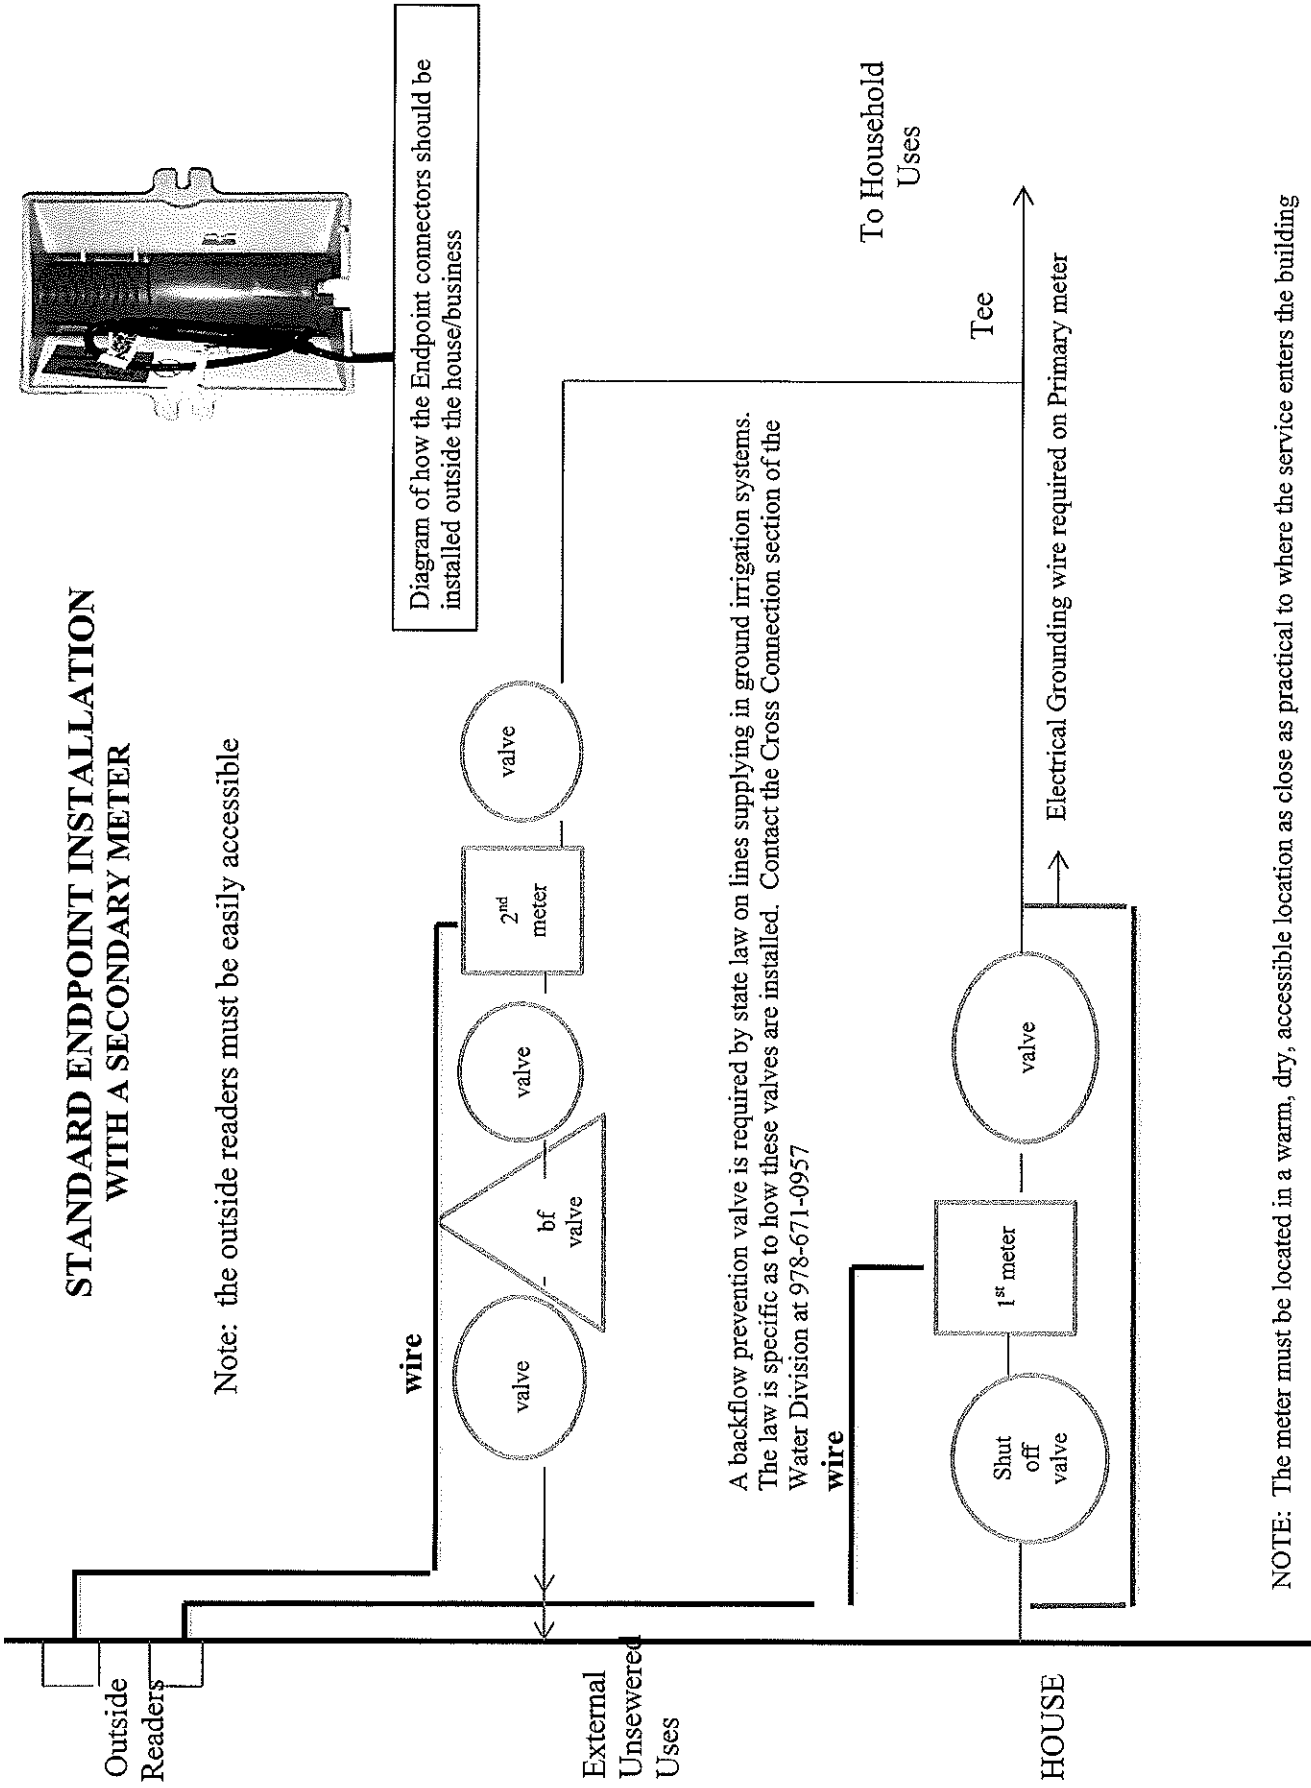 STANDARD ENDPOINT INSTALLATION
WITH A SECONDARY METER
Note: the outside readers must be easily accessible
Diagram of how the Endpoint connectors should be
installed outside the house/business
Outside
Readers
wire
valve
bf
valve
valve
2nd
meter
valve
External
Unsewered
Uses
A backflow prevention valve is required by state law on lines supplying in ground irrigation systems.
The law is specific as to how these valves are installed. Contact the Cross Connection section of the
Water Division at 978-671-0957
wire
To Household
Uses
Tee
HOUSE
Shut
off
valve
1st meter
valve
Electrical Grounding wire required on Primary meter
NOTE: The meter must be located in a warm, dry, accessible location as close as practical to where the service enters the building